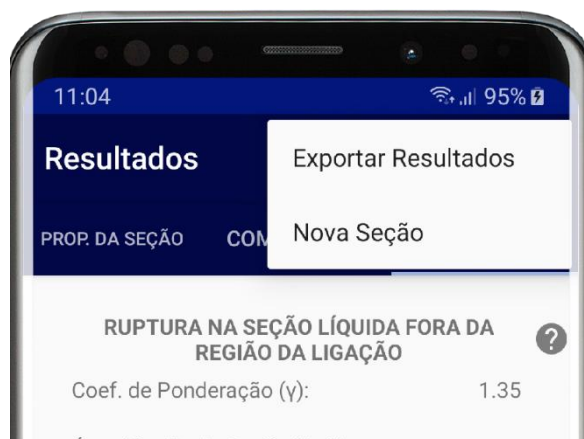 11:04 95%
Resultados
Exportar Resultados
PROP. DA SEÇÃO
Nova Seção
RUPTURA NA SEÇÃO LÍQUIDA FORA DA
REGIÃO DA LIGAÇÃO ?
Coef. de Ponderação (γ): 1.35